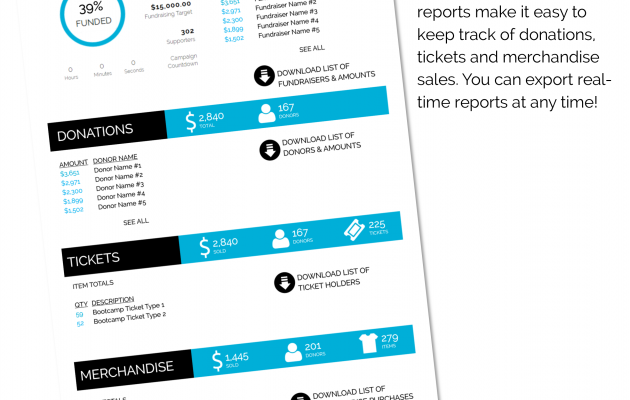 39%
FUNDED
$15,000.00
Fundraising Target
302
Supporters
0 0 0
Hours Minutes Seconds
Campaign
Countdown
$3,651
$2,971 Fundraiser Name #2
$2,300 Fundraiser Name #3
$1,899 Fundraiser Name #4
$1,502 Fundraiser Name #5
SEE ALL
DOWNLOAD LIST OF
FUNDRAISERS & AMOUNTS
reports make it easy to
keep track of donations,
tickets and merchandise
sales. You can export real-
time reports at any time!
DONATIONS
$ 2,840
TOTAL
167
DONORS
AMOUNT DONOR NAME
$3,651 Donor Name #1
$2,971 Donor Name #2
$2,300 Donor Name #3
$1,899 Donor Name #4
$1,502 Donor Name #5
SEE ALL
DOWNLOAD LIST OF
DONORS & AMOUNTS
TICKETS
$ 2,840
SOLD
167
DONORS
225
TICKETS
ITEM TOTALS
QTY DESCRIPTION
59 Bootcamp Ticket Type 1
52 Bootcamp Ticket Type 2
DOWNLOAD LIST OF
TICKET HOLDERS
MERCHANDISE
$ 1,445
SOLD
201
DONORS
279
ITEMS
DOWNLOAD LIST OF
PURCHASES